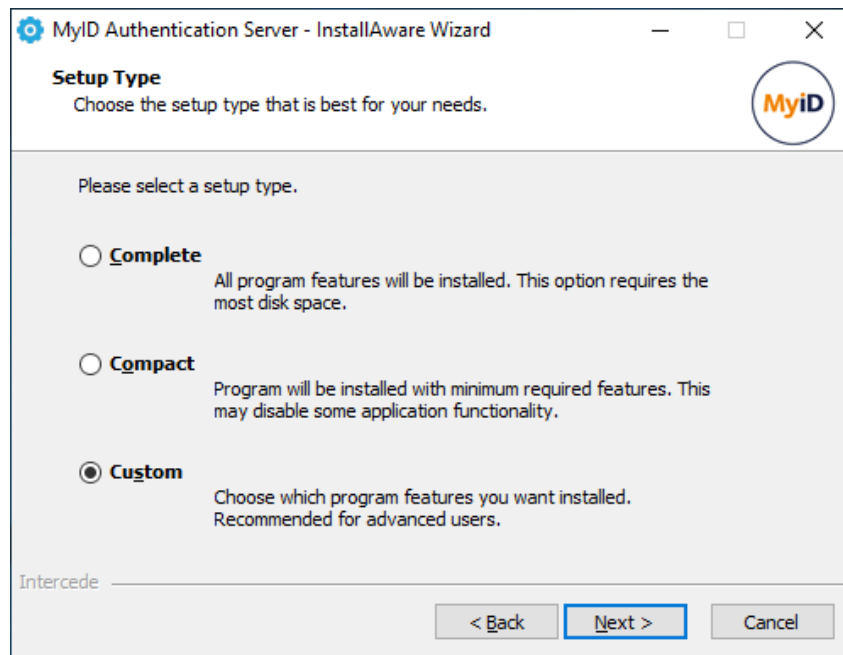 MyID Authentication Server - InstallAware Wizard
Setup Type
Choose the setup type that is best for your needs.
MyiD
Please select a setup type.
Complete
All program features will be installed. This option requires the
most disk space.
Compact
Program will be installed with minimum required features. This
may disable some application functionality.
Custom
Choose which program features you want installed.
Recommended for advanced users.
Intercede
< Back
Next >
Cancel